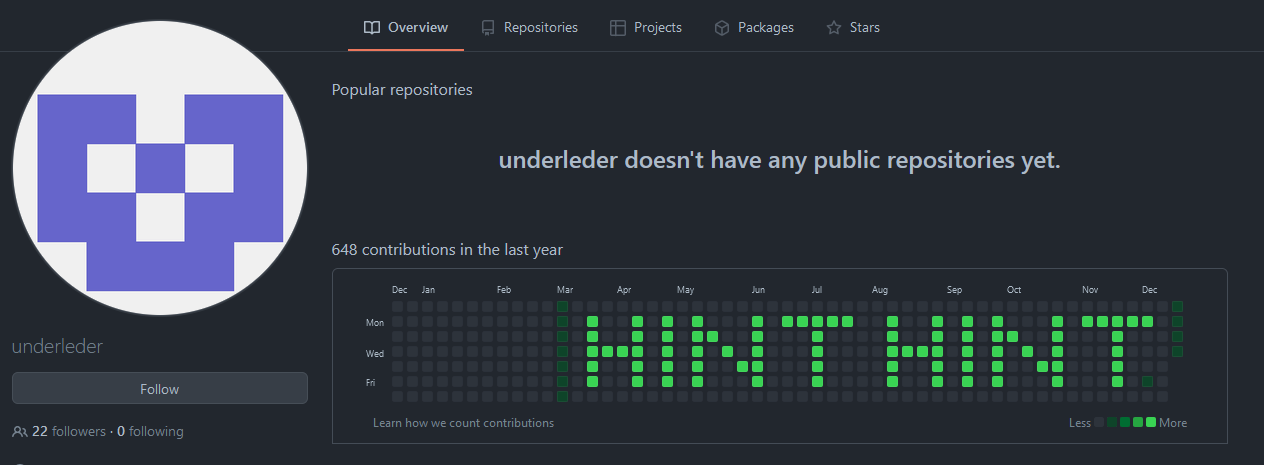 Overview Repositories Projects Packages Stars
Popular repositories
underleder doesn't have any public repositories yet.
648 contributions in the last year
Dec Jan Feb Mar Apr May Jun Jul Aug Sep Oct Nov Dec
Mon
Wed
Fri
HINT HINT
Learn how we count contributions
Less More
underleder
Follow
22 followers · 0 following